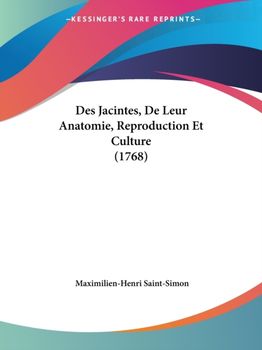 KESSINGER'S RARE REPRINTS
Des Jacintes, De Leur
Anatomie, Reproduction Et
Culture
(1768)
Maximilien-Henri Saint-Simon